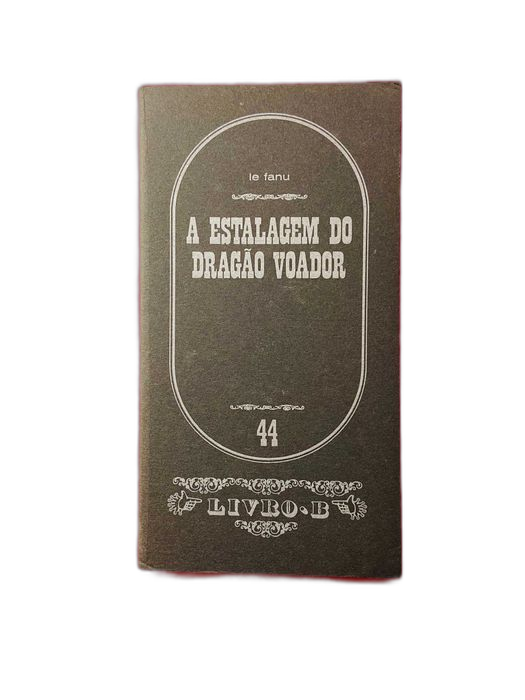 le fanu
A ESTALAGEM DO
DRAGÃO VOADOR
44
LIVRO·B